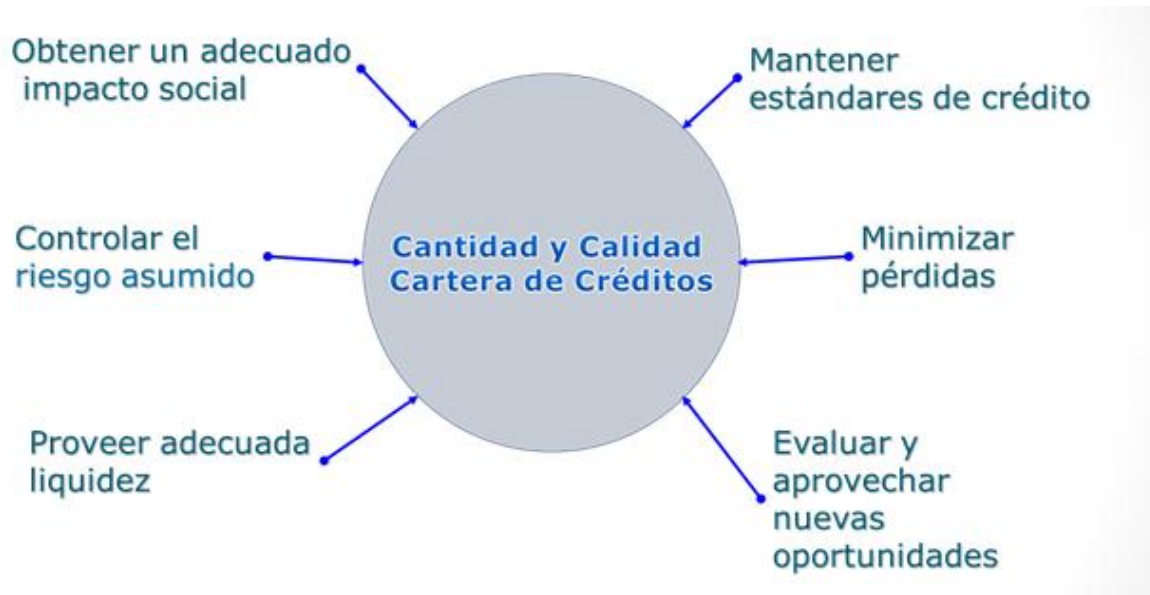 Obtener un adecuado
impacto social
Mantener
estándares de crédito
Controlar el
riesgo asumido
Cantidad y Calidad
Cartera de Créditos
Minimizar
pérdidas
Proveer adecuada
liquidez
Evaluar y
aprovechar
nuevas
oportunidades